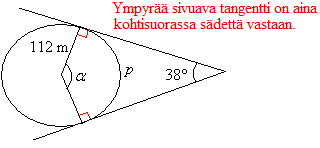 Ympyrää sivuava tangentti on aina
kohtisuorassa sädettä vastaan.
112 m
α
p
38°